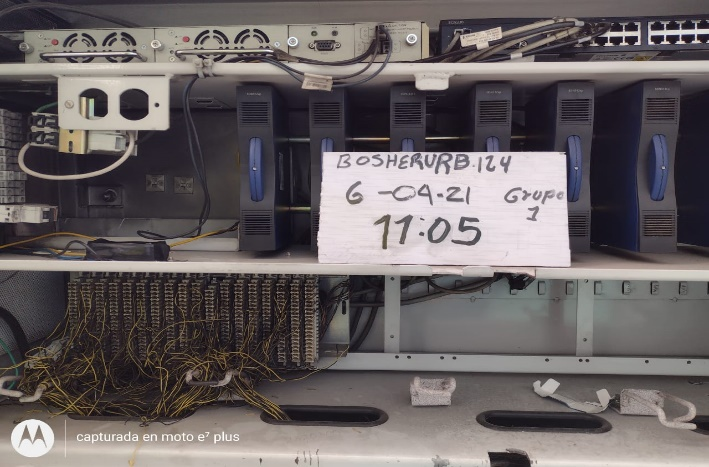 BOSHERURB.124
6 -04-21 Grupo
1
11:05
capturada en moto e⁷ plus